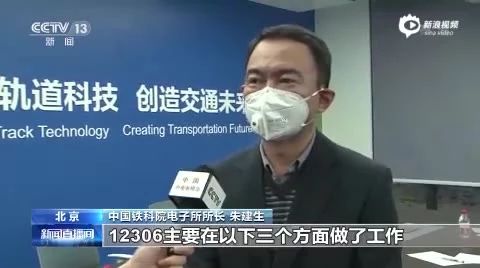 CCTV 13
新闻
新浪视频
sina video
轨道科技 创造交通未来
Track Technology Creating Transportation Future
中国
北京
中国铁科院电子所所长 朱建生
新闻直播间
12306主要在以下三个方面做了工作